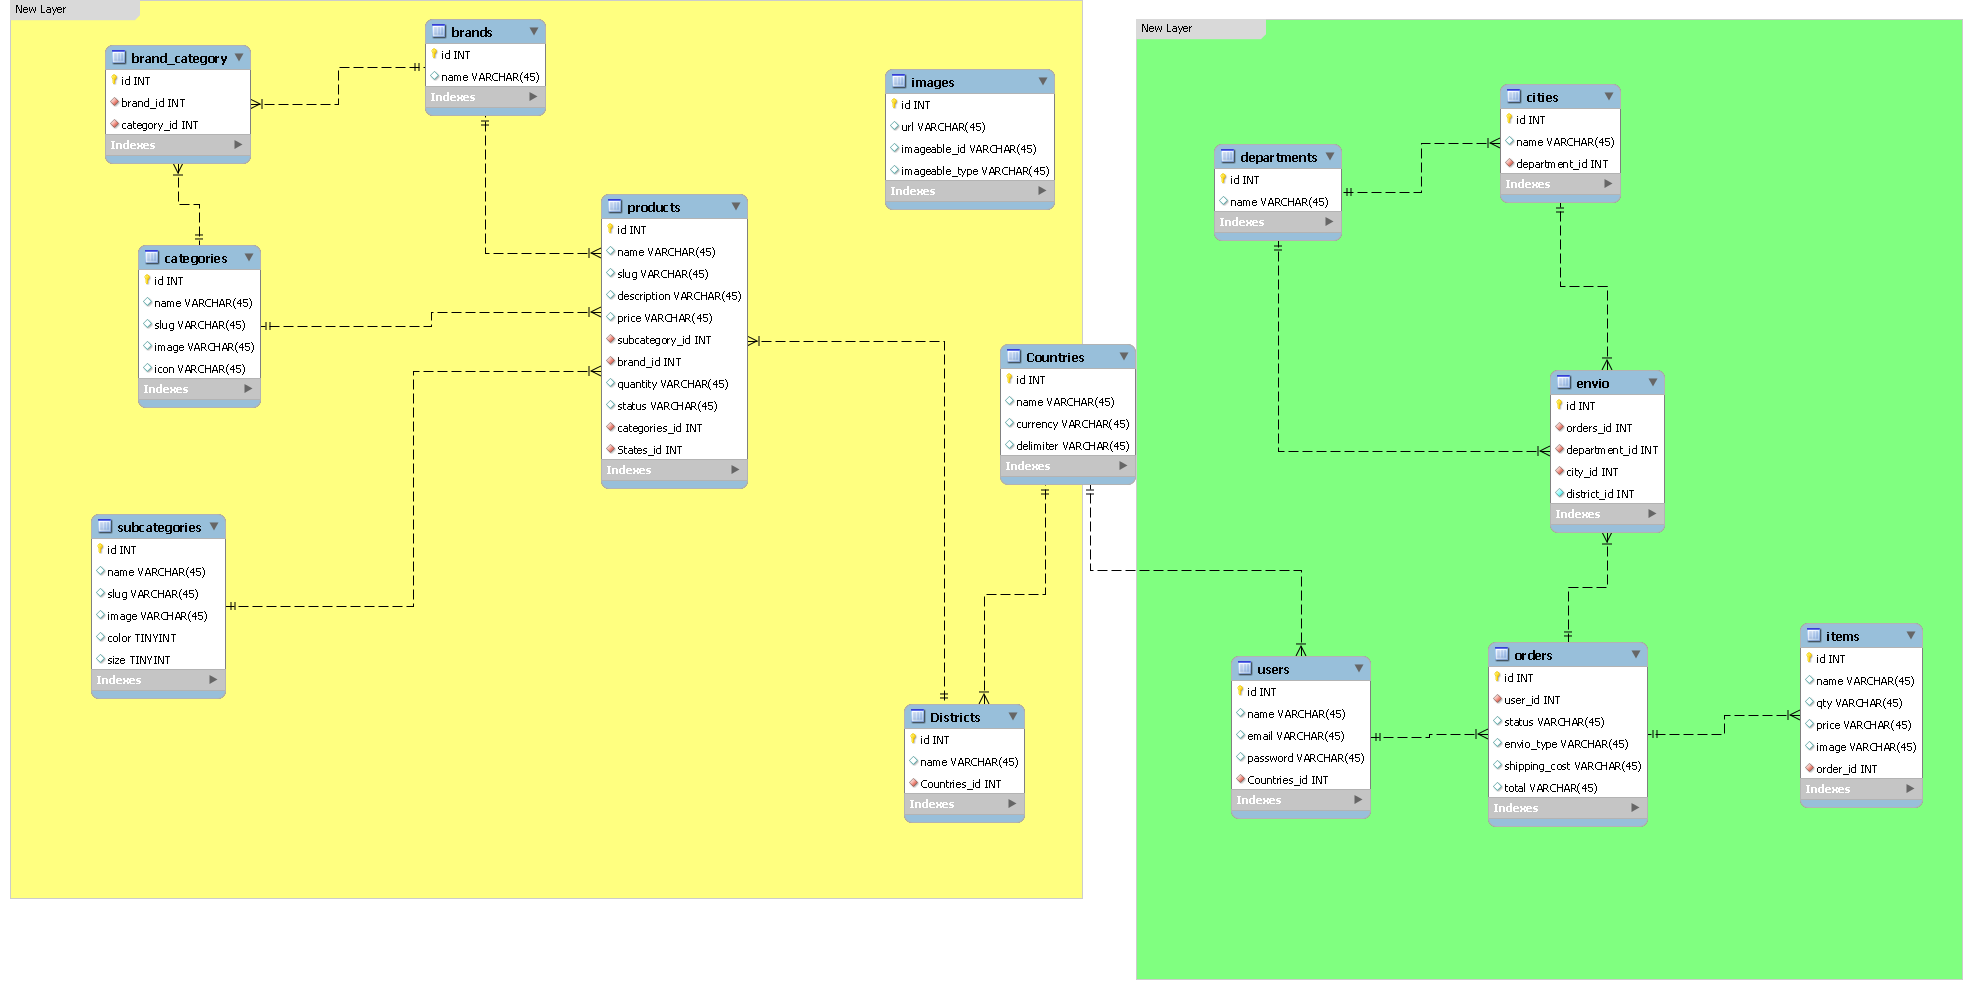 New Layer
brand_category
id INT
brand_id INT
category_id INT
Indexes
brands
id INT
name VARCHAR(45)
Indexes
images
id INT
url VARCHAR(45)
imageable_id VARCHAR(45)
imageable_type VARCHAR(45)
Indexes
categories
id INT
name VARCHAR(45)
slug VARCHAR(45)
image VARCHAR(45)
icon VARCHAR(45)
Indexes
products
id INT
name VARCHAR(45)
slug VARCHAR(45)
description VARCHAR(45)
price VARCHAR(45)
subcategory_id INT
brand_id INT
quantity VARCHAR(45)
status VARCHAR(45)
categories_id INT
States_id INT
Indexes
Countries
id INT
name VARCHAR(45)
currency VARCHAR(45)
delimiter VARCHAR(45)
Indexes
subcategories
id INT
name VARCHAR(45)
slug VARCHAR(45)
image VARCHAR(45)
color TINYINT
size TINYINT
Indexes
Districts
id INT
name VARCHAR(45)
Countries_id INT
Indexes
New Layer
departments
id INT
name VARCHAR(45)
Indexes
cities
id INT
name VARCHAR(45)
department_id INT
Indexes
envio
id INT
orders_id INT
department_id INT
city_id INT
district_id INT
Indexes
users
id INT
name VARCHAR(45)
email VARCHAR(45)
password VARCHAR(45)
Countries_id INT
Indexes
orders
id INT
user_id INT
status VARCHAR(45)
envio_type VARCHAR(45)
shipping_cost VARCHAR(45)
total VARCHAR(45)
Indexes
items
id INT
name VARCHAR(45)
qty VARCHAR(45)
price VARCHAR(45)
image VARCHAR(45)
order_id INT
Indexes